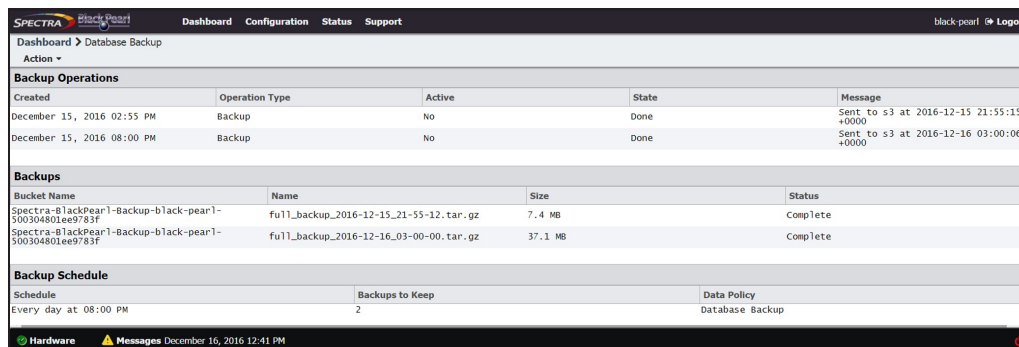 SPECTRA BlackPearl Dashboard Configuration Status Support black-pearl Logo
Dashboard > Database Backup
Action
Backup Operations
Created Operation Type Active State Message
December 15, 2016 02:55 PM Backup No Done Sent to s3 at 2016-12-15 21:55:15
+0000
December 15, 2016 08:00 PM Backup No Done Sent to s3 at 2016-12-16 03:00:06
+0000
Backups
Bucket Name Name Size Status
Spectra-BlackPearl-Backup-black-pearl-
500304801ee9783f full_backup_2016-12-15_21-55-12.tar.gz 7.4 MB Complete
Spectra-BlackPearl-Backup-black-pearl-
500304801ee9783f full_backup_2016-12-16_03-00-00.tar.gz 37.1 MB Complete
Backup Schedule
Schedule Backups to Keep Data Policy
Every day at 08:00 PM 2 Database Backup
Hardware Messages December 16, 2016 12:41 PM